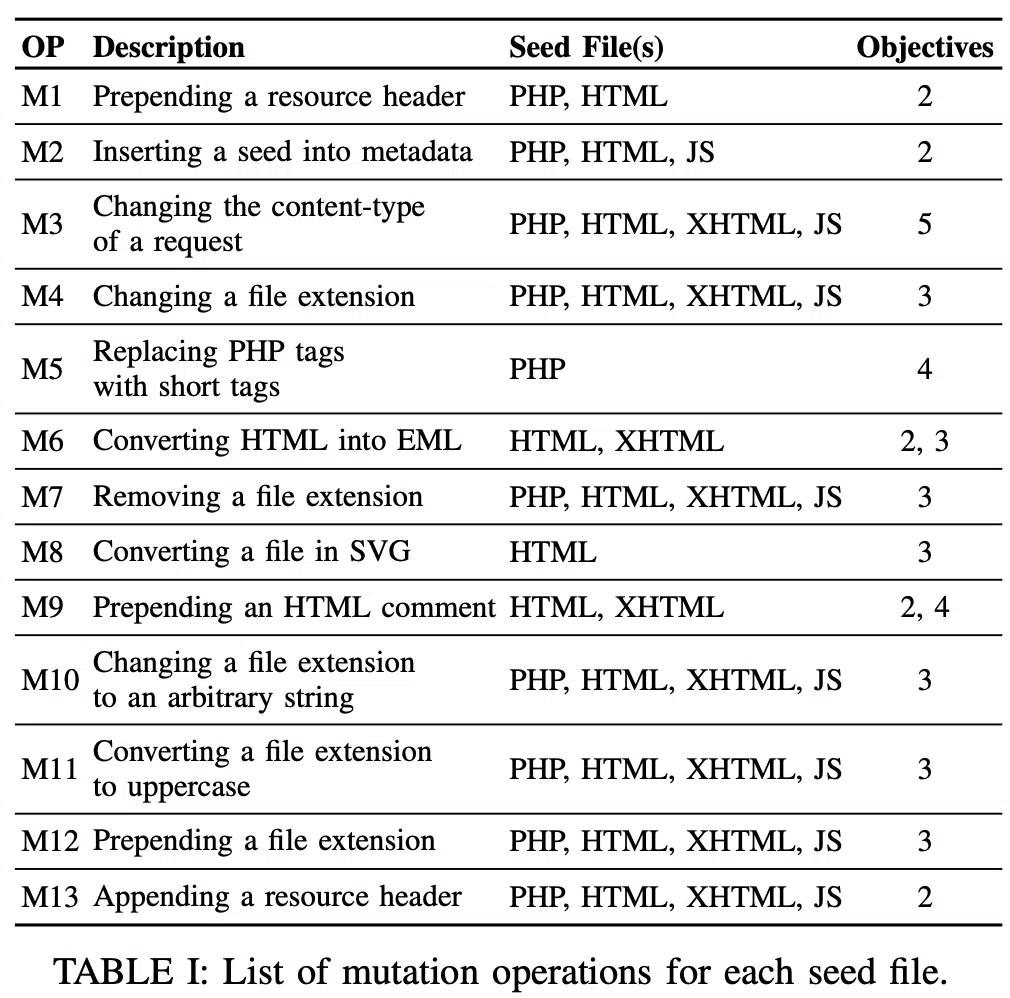 OP Description Seed File(s) Objectives
M1 Prepending a resource header PHP, HTML 2
M2 Inserting a seed into metadata PHP, HTML, JS 2
M3 Changing the content-type
of a request PHP, HTML, XHTML, JS 5
M4 Changing a file extension PHP, HTML, XHTML, JS 3
M5 Replacing PHP tags
with short tags PHP 4
M6 Converting HTML into EML HTML, XHTML 2, 3
M7 Removing a file extension PHP, HTML, XHTML, JS 3
M8 Converting a file in SVG HTML 3
M9 Prepending an HTML comment HTML, XHTML 2, 4
M10 Changing a file extension
to an arbitrary string PHP, HTML, XHTML, JS 3
M11 Converting a file extension
to uppercase PHP, HTML, XHTML, JS 3
M12 Prepending a file extension PHP, HTML, XHTML, JS 3
M13 Appending a resource header PHP, HTML, XHTML, JS 2
TABLE I: List of mutation operations for each seed file.